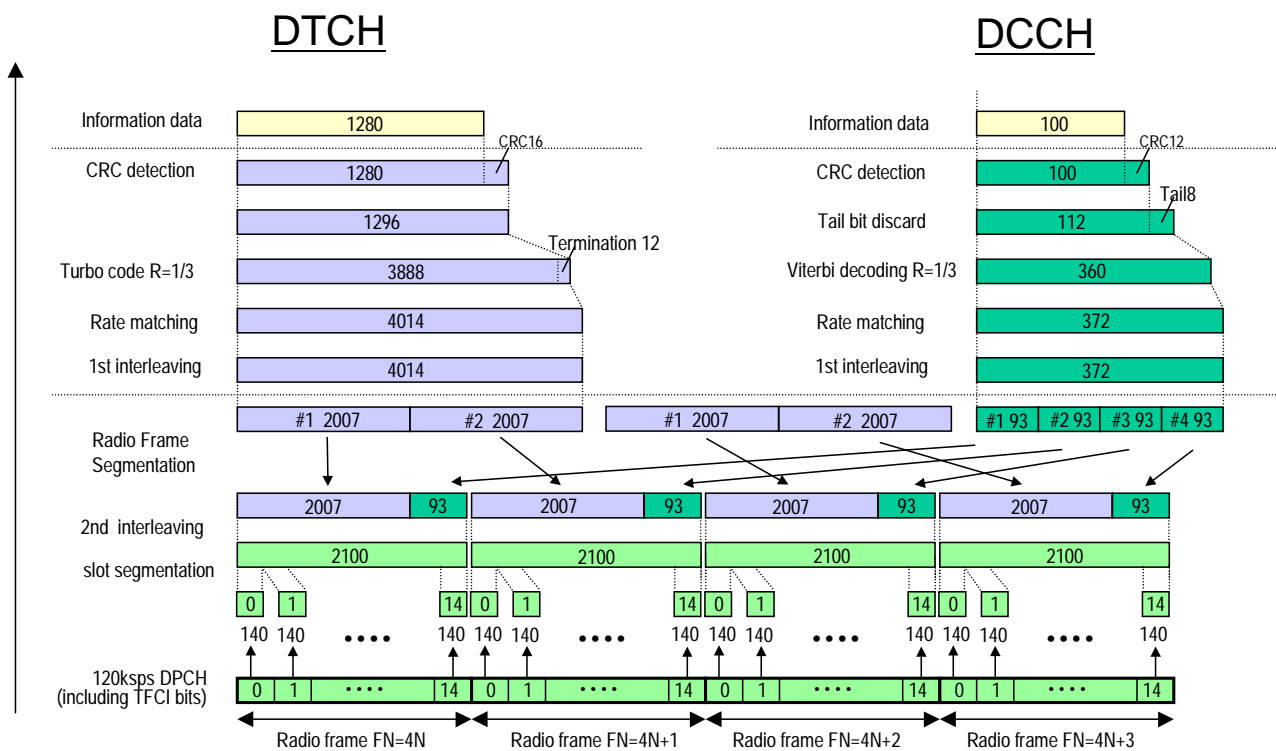 DTCH DCCH
Information data 1280 Information data 100
CRC16 CRC12
CRC detection 1280 CRC detection 100
Tail8
1296 Tail bit discard 112
Termination 12
Turbo code R=1/3 3888 Viterbi decoding R=1/3 360
Rate matching 4014 Rate matching 372
1st interleaving 4014 1st interleaving 372
#1 2007 #2 2007 #1 2007 #2 2007 #1 93 #2 93 #3 93 #4 93
Radio Frame
Segmentation
2007 93 2007 93 2007 93 2007 93
2nd interleaving
2100 2100 2100 2100
slot segmentation
0 1 14 0 1 14 0 1 14 0 1 14
140 140 •••• 140 140 140 •••• 140 140 140 •••• 140 140 140 •••• 140
120ksps DPCH
(including TFCI bits)
0 1 •••• 14 0 1 •••• 14 0 1 •••• 14 0 1 •••• 14
Radio frame FN=4N Radio frame FN=4N+1 Radio frame FN=4N+2 Radio frame FN=4N+3